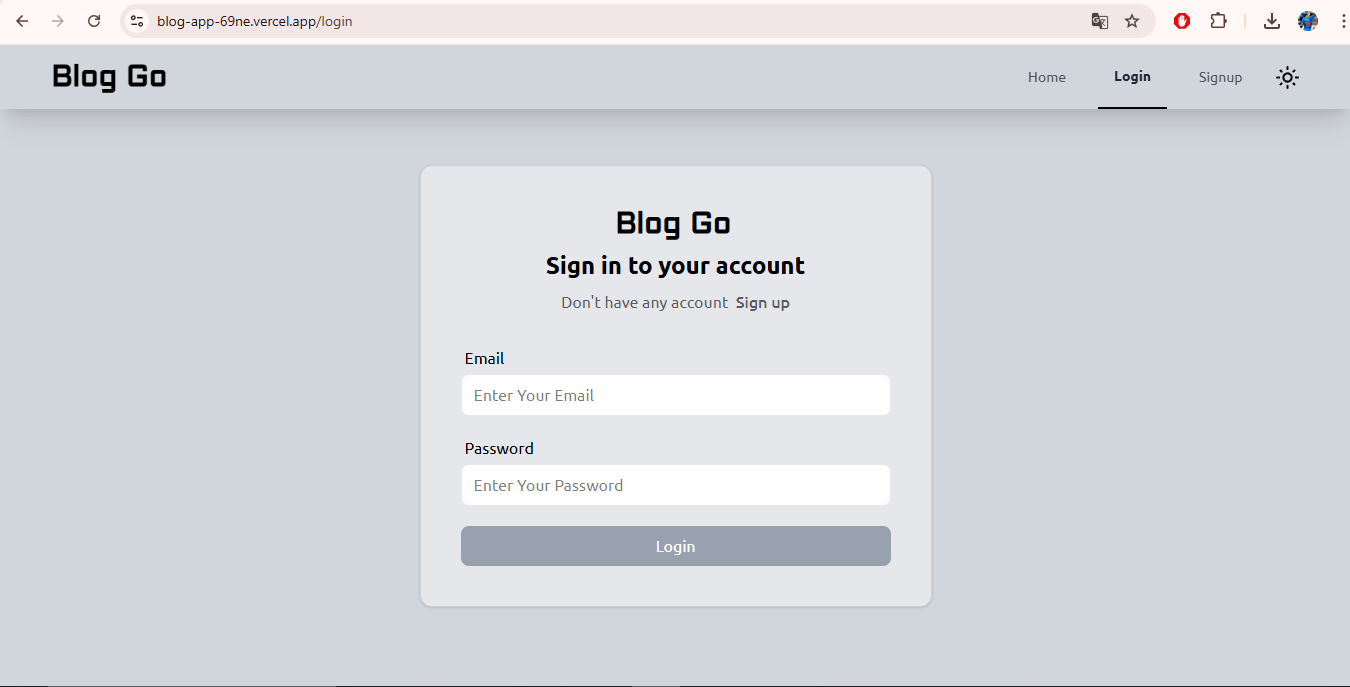 blog-app-69ne.vercel.app/login
Blog Go
Home Login Signup
Blog Go
Sign in to your account
Don't have any account Sign up
Email
Enter Your Email
Password
Enter Your Password
Login